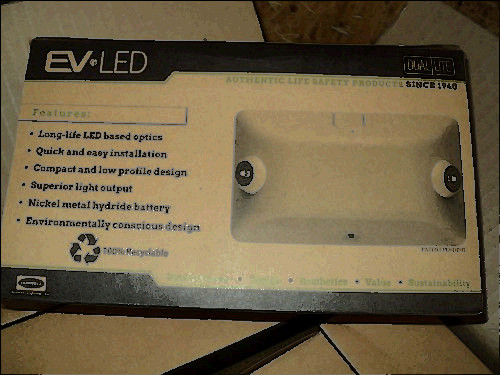 EV•LED
DUAL LITE
AUTHENTIC LIFE SAFETY PRODUCTS SINCE 1940
Features:
• Long-life LED based optics
• Quick and easy installation
• Compact and low profile design
• Superior light output
• Nickel metal hydride battery
• Environmentally conscious design
100% Recyclable
PATENT PENDING
• Aesthetics • Value • Sustainability